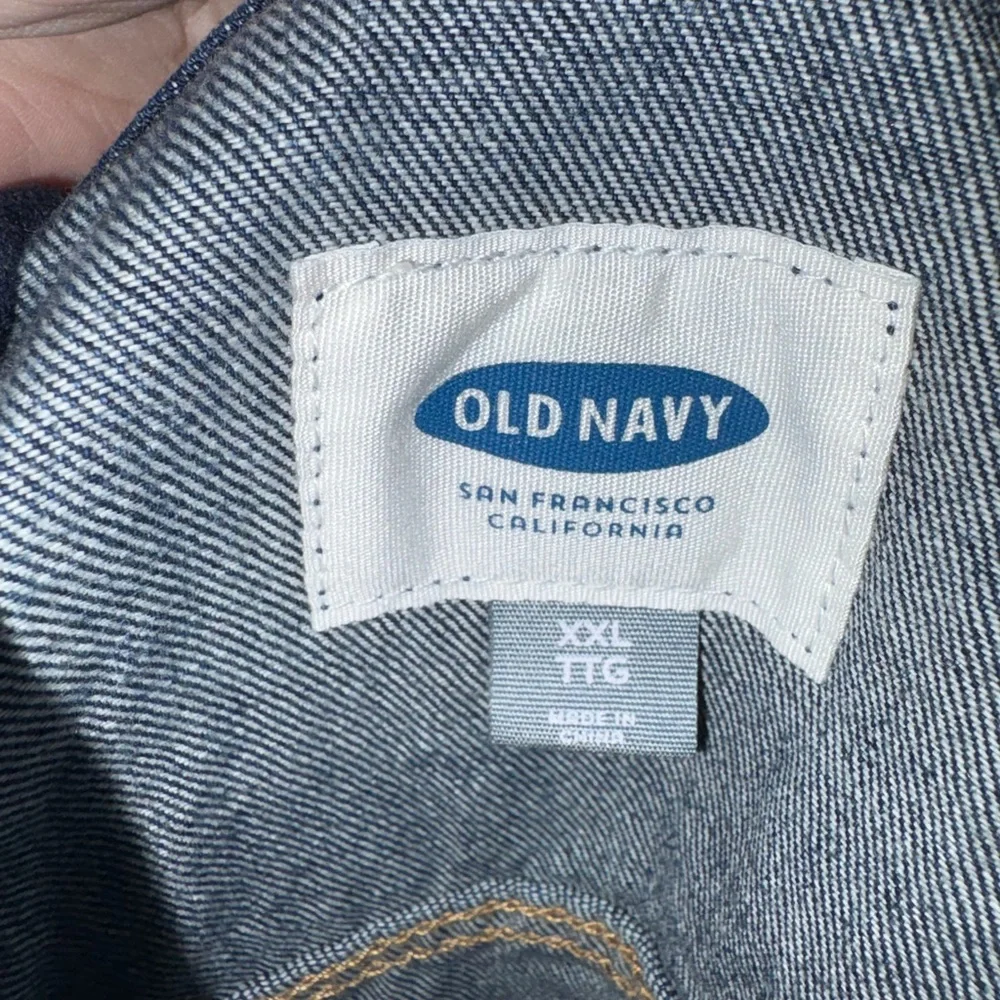 OLD NAVY
SAN FRANCISCO
CALIFORNIA
XXL
TTG
MADE IN
CHINA